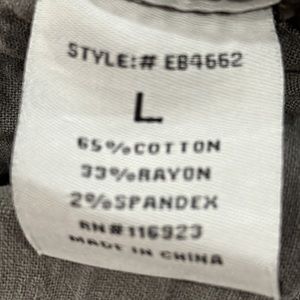 STYLE:# EB4662
L
65%COTTON
33%RAYON
2%SPANDEX
RN#116923
MADE IN CHINA